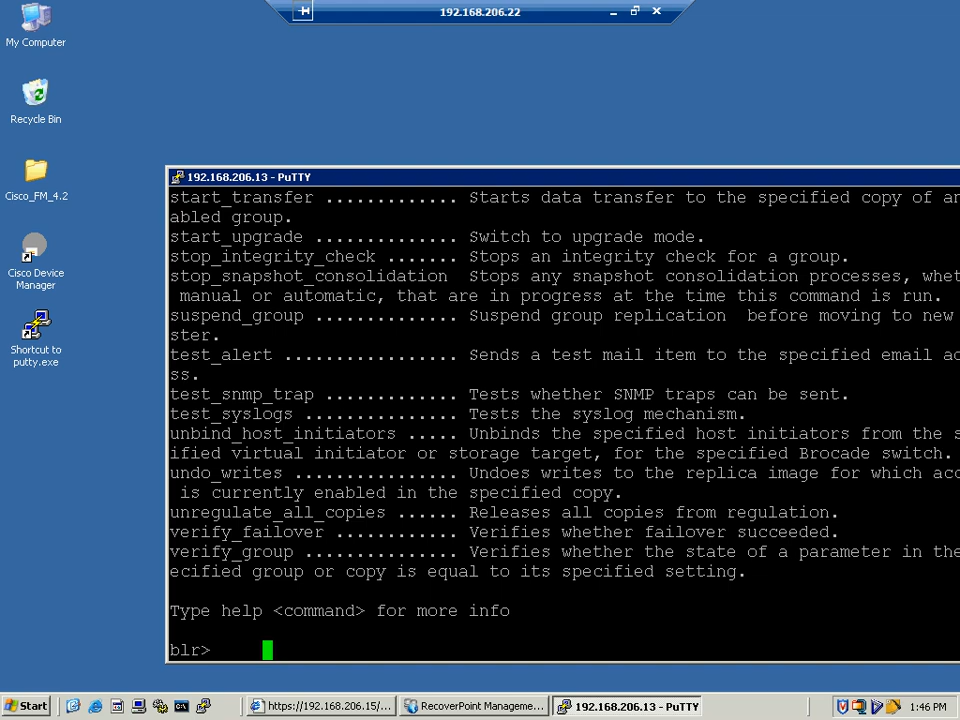 192.168.206.22
My Computer
Recycle Bin
Cisco_FM_4.2
Cisco Device
Manager
Shortcut to
putty.exe
192.168.206.13 - PuTTY
start_transfer ............. Starts data transfer to the specified copy of an
abled group.
start_upgrade .............. Switch to upgrade mode.
stop_integrity_check ....... Stops an integrity check for a group.
stop_snapshot_consolidation  Stops any snapshot consolidation processes, whet
 manual or automatic, that are in progress at the time this command is run.
suspend_group .............. Suspend group replication  before moving to new
ster.
test_alert ................. Sends a test mail item to the specified email ac
ss.
test_snmp_trap ............. Tests whether SNMP traps can be sent.
test_syslogs ............... Tests the syslog mechanism.
unbind_host_initiators ..... Unbinds the specified host initiators from the s
ified virtual initiator or storage target, for the specified Brocade switch.
undo_writes ................ Undoes writes to the replica image for which acc
 is currently enabled in the specified copy.
unregulate_all_copies ...... Releases all copies from regulation.
verify_failover ............ Verifies whether failover succeeded.
verify_group ............... Verifies whether the state of a parameter in the
ecified group or copy is equal to its specified setting.
Type help <command> for more info
blr>
Start
https://192.168.206.15/...
RecoverPoint Manageme...
192.168.206.13 - PuTTY
1:46 PM